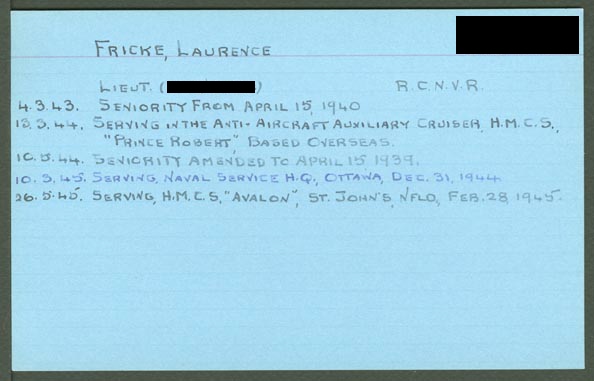 FRICKE, LAURENCE
LIEUT. ( ) R.C.N.V.R.
4.3.43. SENIORITY FROM APRIL 15, 1940
13.3.44. SERVING IN THE ANTI-AIRCRAFT AUXILIARY CRUISER, H.M.C.S.,
"PRINCE ROBERT", BASED OVERSEAS.
10.5.44. SENIORITY AMENDED TO APRIL 15 1939.
10.3.45. SERVING, NAVAL SERVICE H.Q., OTTAWA, DEC. 31, 1944.
26.5.45. SERVING, H.M.C.S, "AVALON", ST. JOHN'S, NFLD, FEB. 28, 1945.